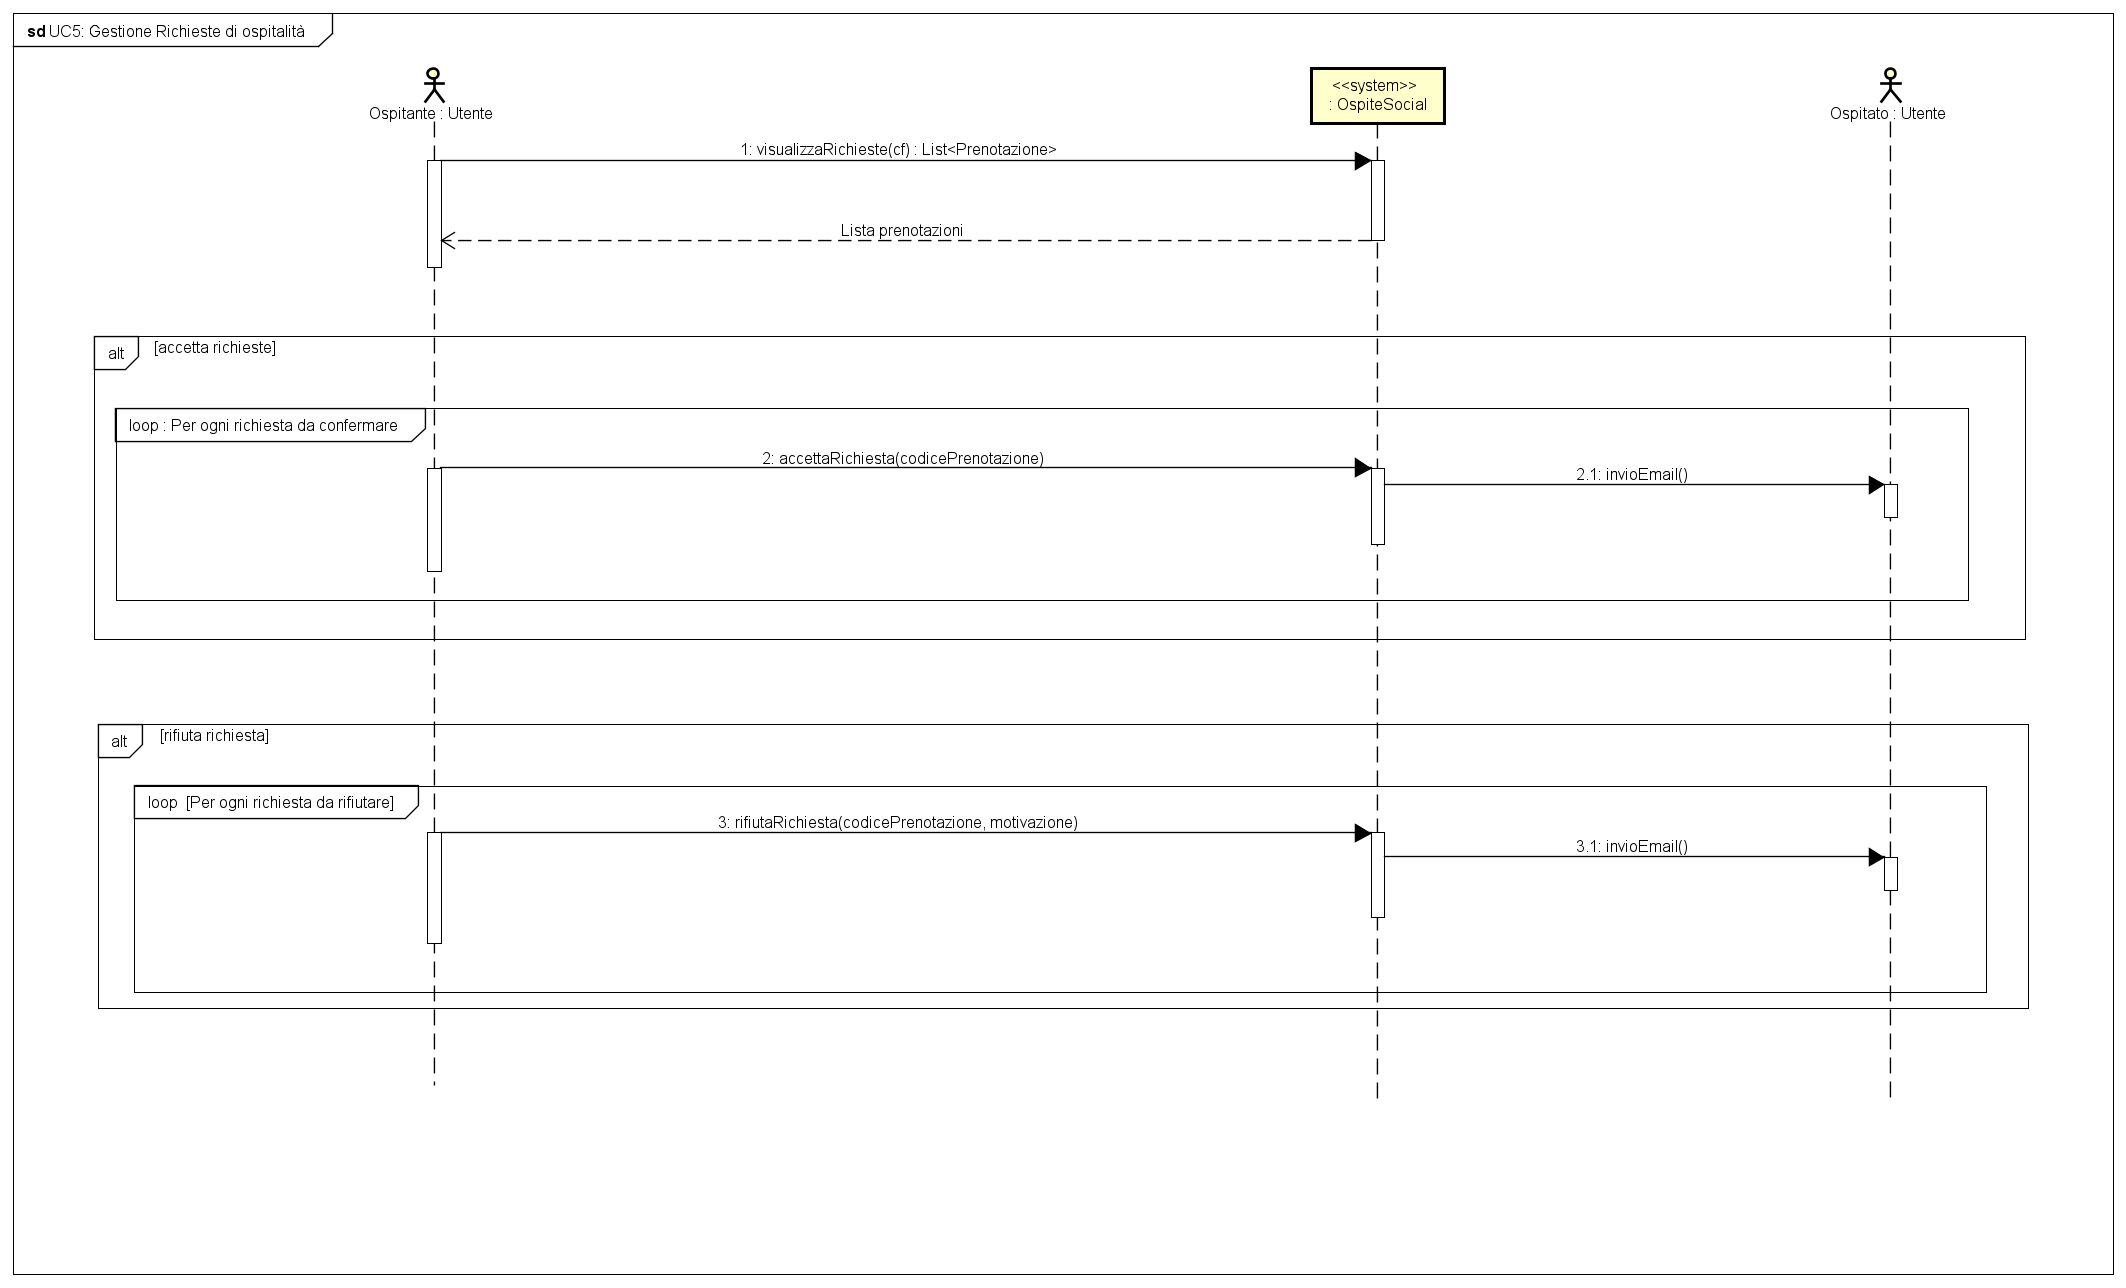 sd UC5: Gestione Richieste di ospitalità
Ospitante : Utente
<<system>>
: OspiteSocial
Ospitato : Utente
1: visualizzaRichieste(cf) : List<Prenotazione>
Lista prenotazioni
alt [accetta richieste]
loop : Per ogni richiesta da confermare
2: accettaRichiesta(codicePrenotazione)
2.1: invioEmail()
alt [rifiuta richiesta]
loop [Per ogni richiesta da rifiutare]
3: rifiutaRichiesta(codicePrenotazione, motivazione)
3.1: invioEmail()